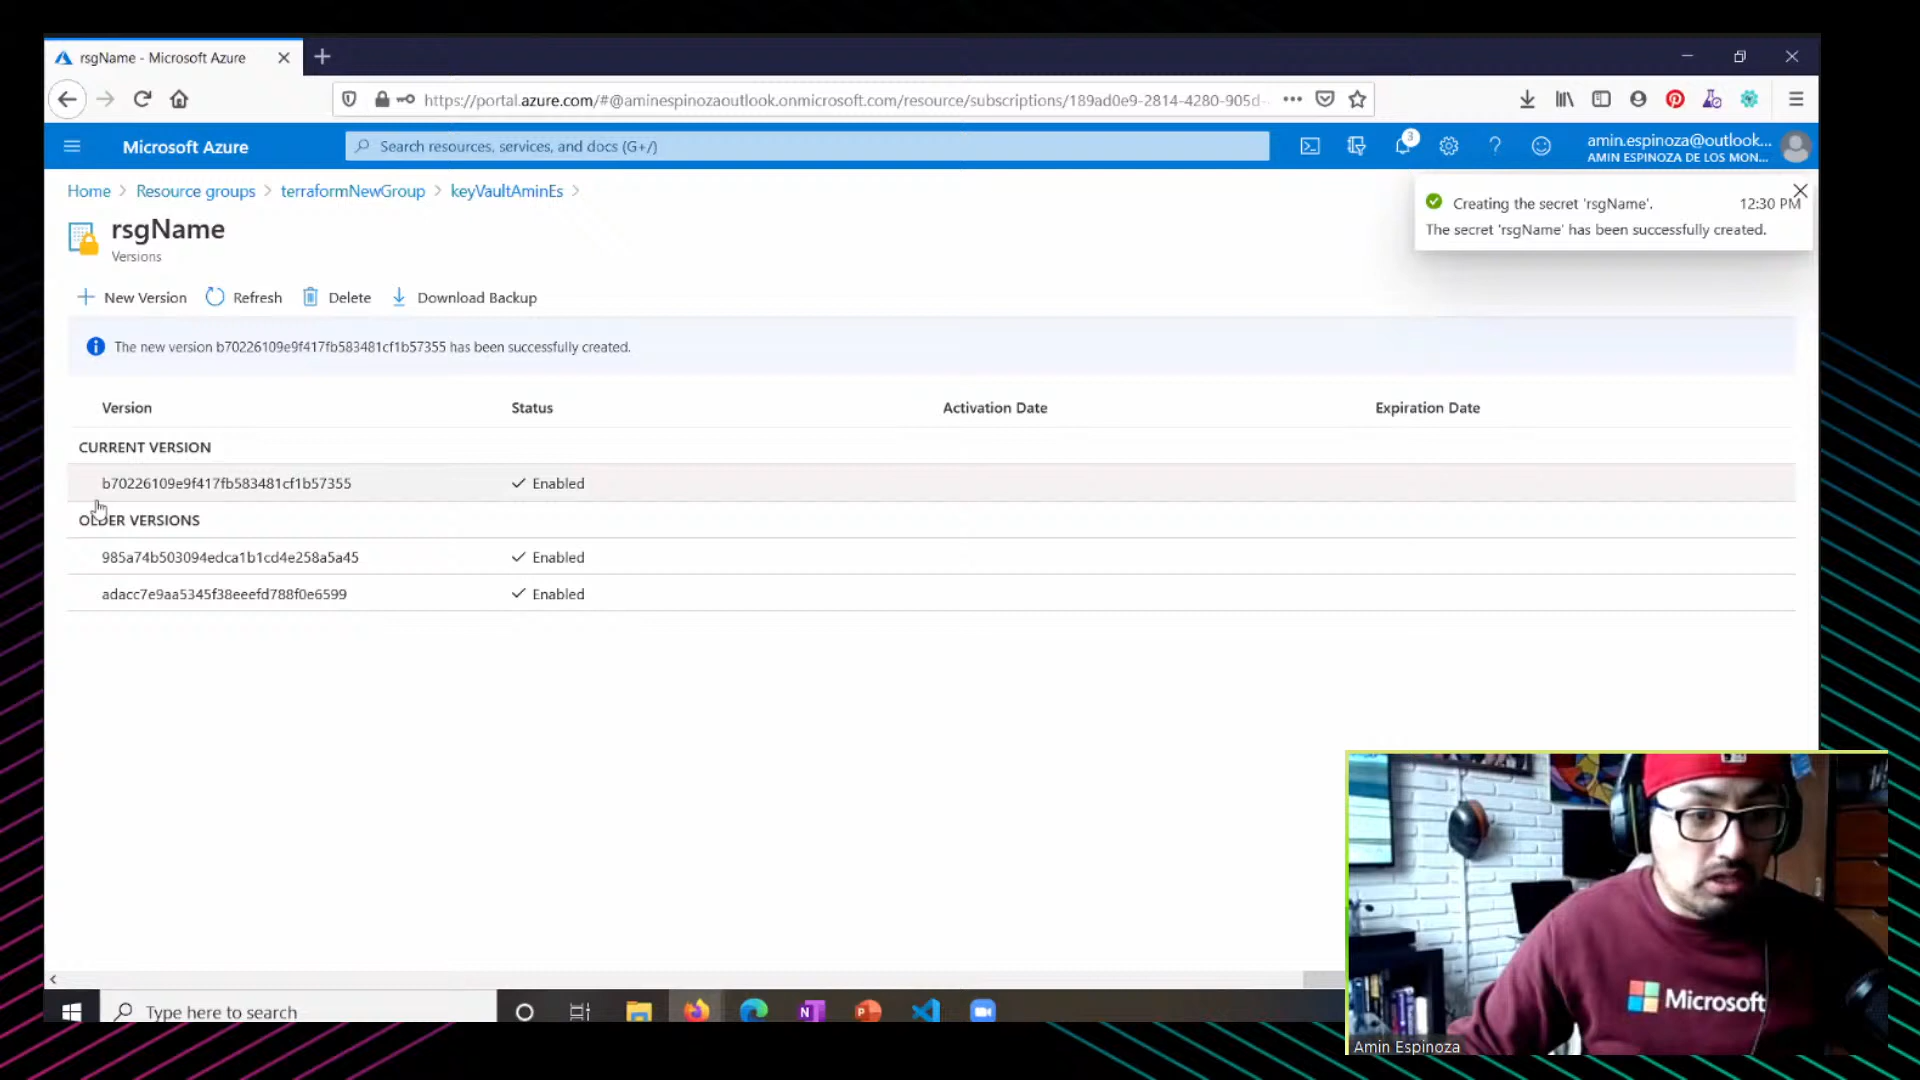 rsgName - Microsoft Azure
https://portal.azure.com/#@aminespinozaoutlook.onmicrosoft.com/resource/subscriptions/189ad0e9-2814-4280-905d-
Microsoft Azure
Search resources, services, and docs (G+/)
3
amin.espinoza@outlook...
AMIN ESPINOZA DE LOS MON...
Home > Resource groups > terraformNewGroup > keyVaultAminEs >
Creating the secret 'rsgName'. 12:30 PM
The secret 'rsgName' has been successfully created.
rsgName
Versions
New Version Refresh Delete Download Backup
The new version b70226109e9f417fb583481cf1b57355 has been successfully created.
Version Status Activation Date Expiration Date
CURRENT VERSION
b70226109e9f417fb583481cf1b57355 Enabled
OLDER VERSIONS
985a74b503094edca1b1cd4e258a5a45 Enabled
adacc7e9aa5345f38eeefd788f0e6599 Enabled
Type here to search
Microsoft
Amin Espinoza